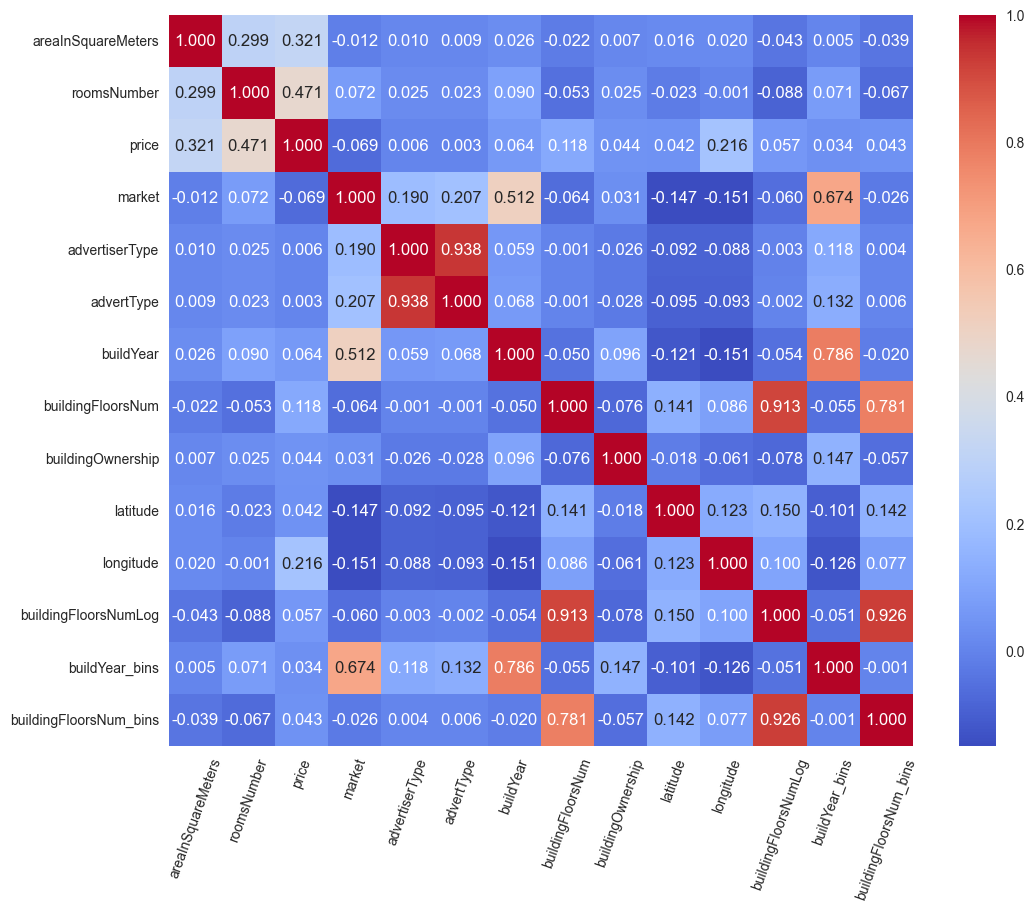 areaInSquareMeters 1.000 0.299 0.321 -0.012 0.010 0.009 0.026 -0.022 0.007 0.016 0.020 -0.043 0.005 -0.039
roomsNumber 0.299 1.000 0.471 0.072 0.025 0.023 0.090 -0.053 0.025 -0.023 -0.001 -0.088 0.071 -0.067
price 0.321 0.471 1.000 -0.069 0.006 0.003 0.064 0.118 0.044 0.042 0.216 0.057 0.034 0.043
market -0.012 0.072 -0.069 1.000 0.190 0.207 0.512 -0.064 0.031 -0.147 -0.151 -0.060 0.674 -0.026
advertiserType 0.010 0.025 0.006 0.190 1.000 0.938 0.059 -0.001 -0.026 -0.092 -0.088 -0.003 0.118 0.004
advertType 0.009 0.023 0.003 0.207 0.938 1.000 0.068 -0.001 -0.028 -0.095 -0.093 -0.002 0.132 0.006
buildYear 0.026 0.090 0.064 0.512 0.059 0.068 1.000 -0.050 0.096 -0.121 -0.151 -0.054 0.786 -0.020
buildingFloorsNum -0.022 -0.053 0.118 -0.064 -0.001 -0.001 -0.050 1.000 -0.076 0.141 0.086 0.913 -0.055 0.781
buildingOwnership 0.007 0.025 0.044 0.031 -0.026 -0.028 0.096 -0.076 1.000 -0.018 -0.061 -0.078 0.147 -0.057
latitude 0.016 -0.023 0.042 -0.147 -0.092 -0.095 -0.121 0.141 -0.018 1.000 0.123 0.150 -0.101 0.142
longitude 0.020 -0.001 0.216 -0.151 -0.088 -0.093 -0.151 0.086 -0.061 0.123 1.000 0.100 -0.126 0.077
buildingFloorsNumLog -0.043 -0.088 0.057 -0.060 -0.003 -0.002 -0.054 0.913 -0.078 0.150 0.100 1.000 -0.051 0.926
buildYear_bins 0.005 0.071 0.034 0.674 0.118 0.132 0.786 -0.055 0.147 -0.101 -0.126 -0.051 1.000 -0.001
buildingFloorsNum_bins -0.039 -0.067 0.043 -0.026 0.004 0.006 -0.020 0.781 -0.057 0.142 0.077 0.926 -0.001 1.000
areaInSquareMeters
roomsNumber
price
market
advertiserType
advertType
buildYear
buildingFloorsNum
buildingOwnership
latitude
longitude
buildingFloorsNumLog
buildYear_bins
buildingFloorsNum_bins
1.0
0.8
0.6
0.4
0.2
0.0